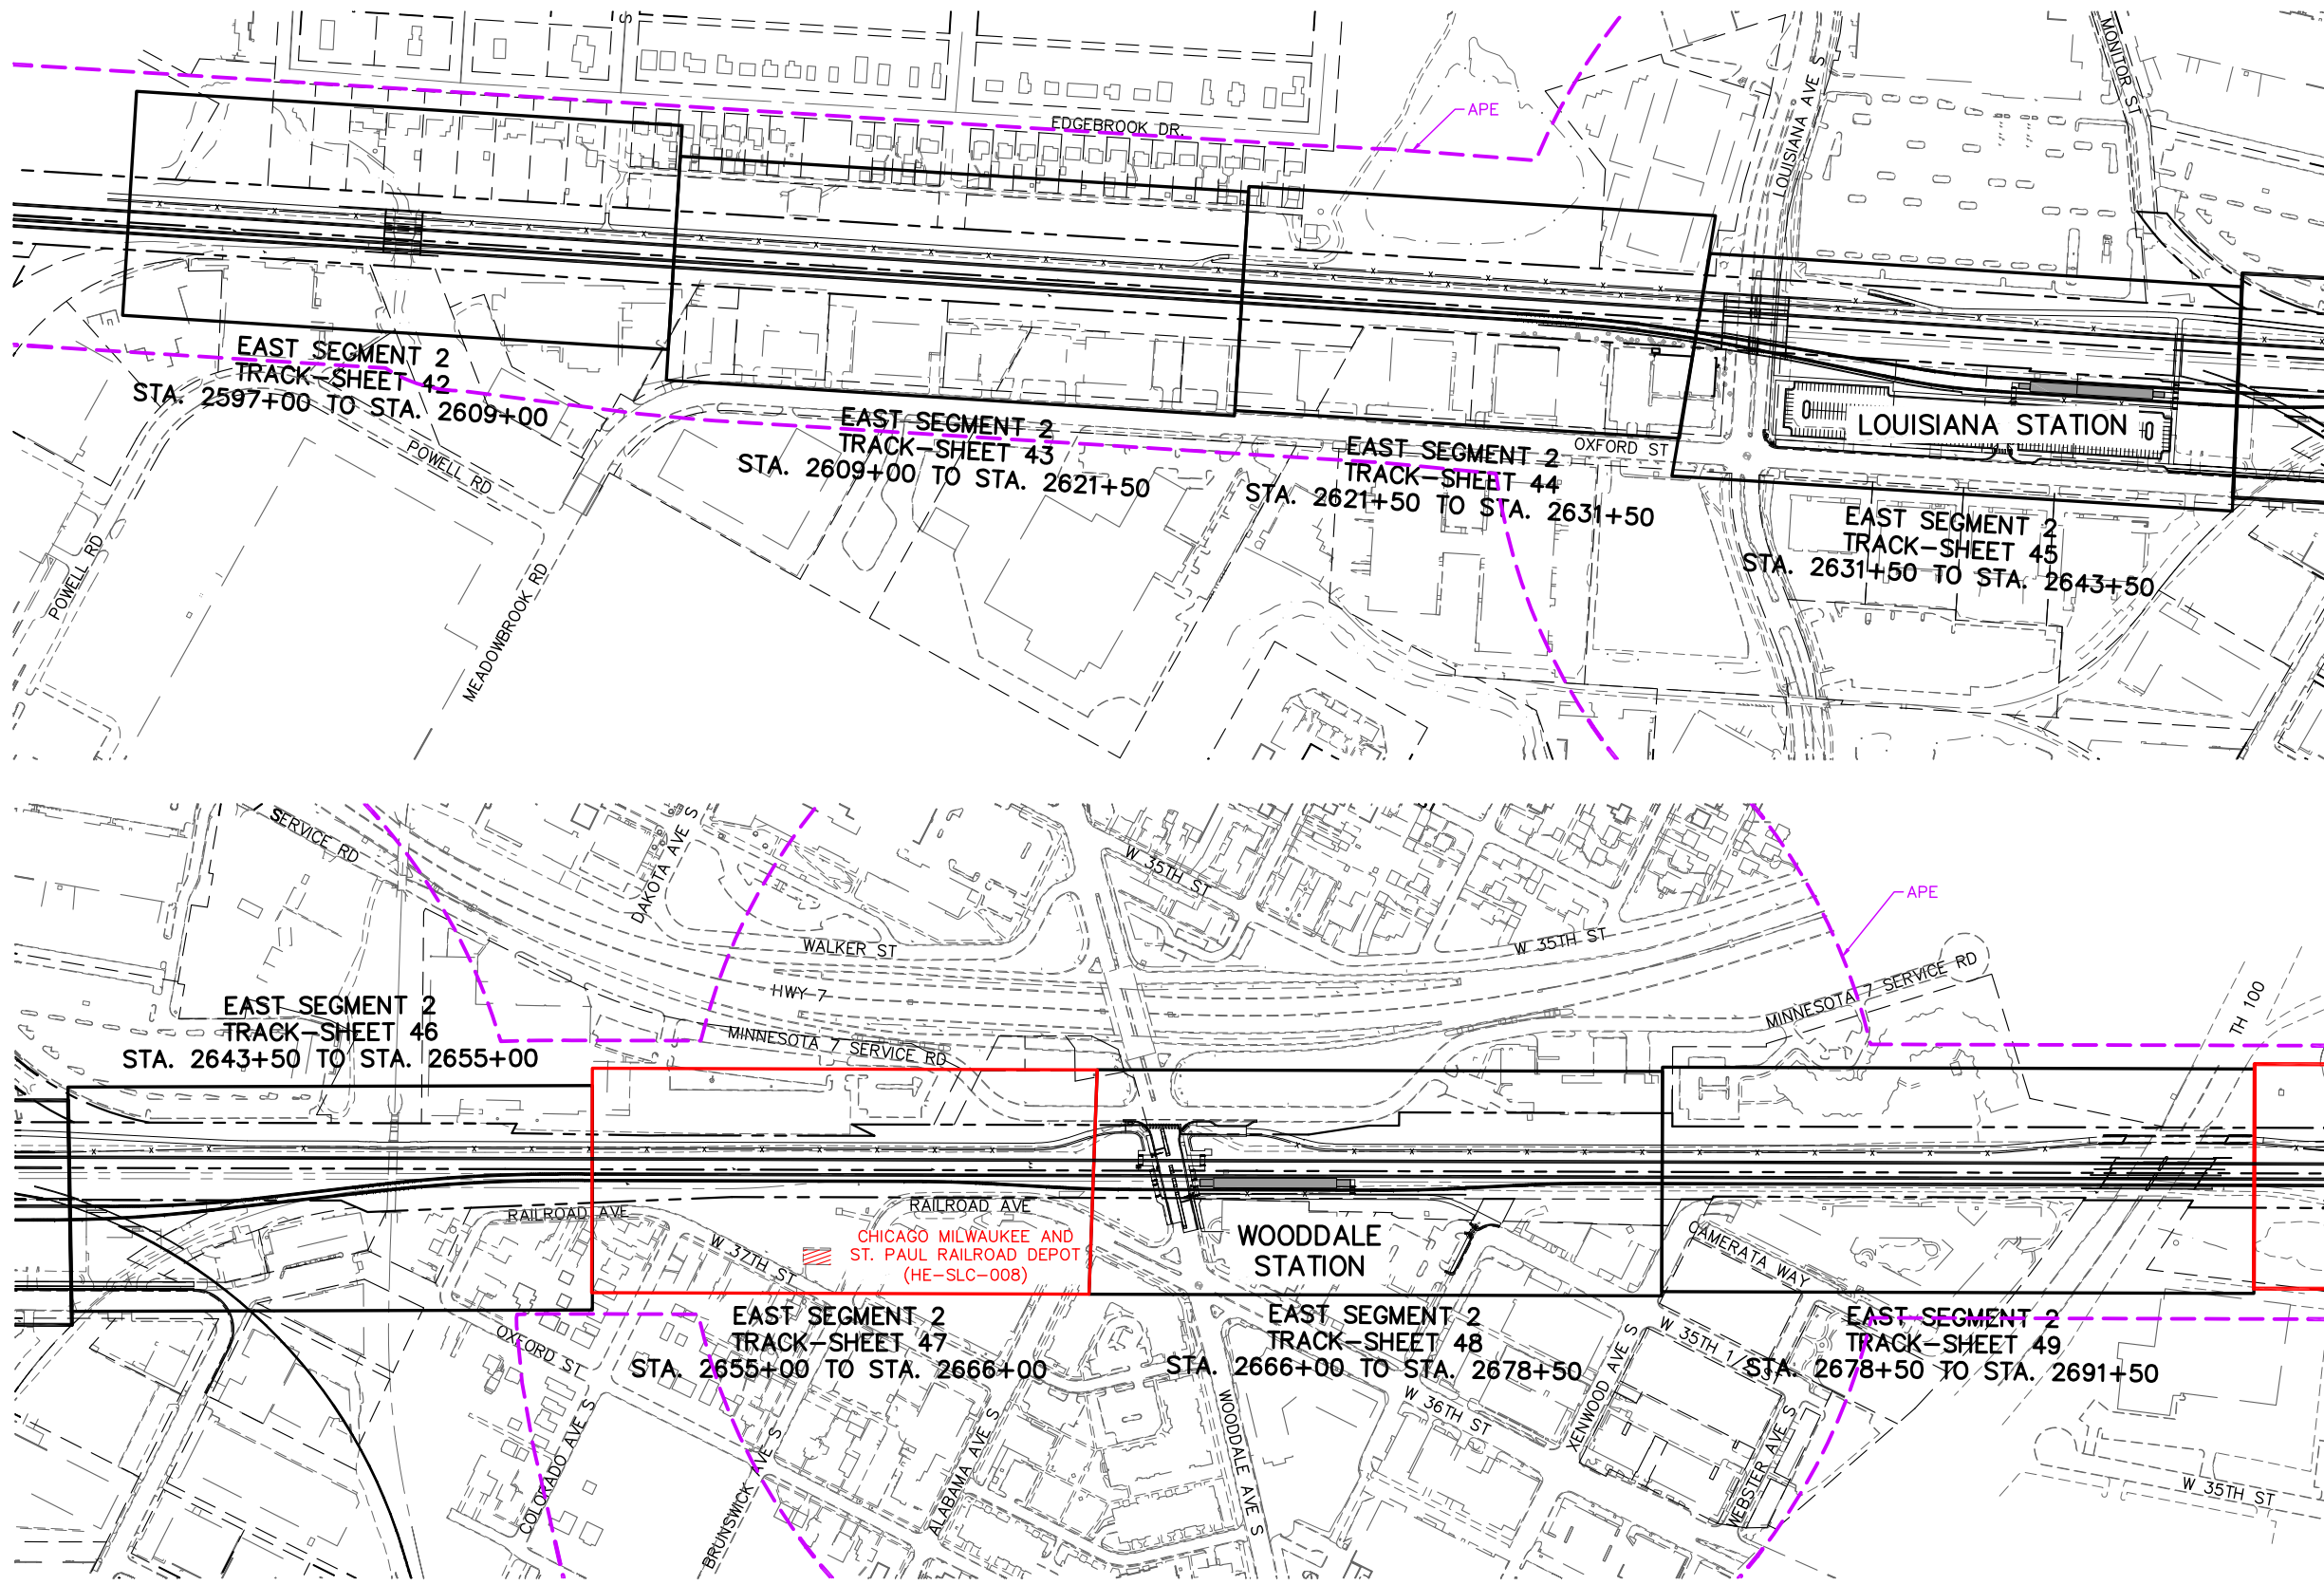 EDGEBROOK DR.
APE
LOUISIANA AVE S
MONITOR ST
EAST SEGMENT 2
TRACK-SHEET 42
STA. 2597+00 TO STA. 2609+00
EAST SEGMENT 2
TRACK-SHEET 43
STA. 2609+00 TO STA. 2621+50
EAST SEGMENT 2
TRACK-SHEET 44
STA. 2621+50 TO STA. 2631+50
OXFORD ST
LOUISIANA STATION
EAST SEGMENT 2
TRACK-SHEET 45
STA. 2631+50 TO STA. 2643+50
POWELL RD
POWELL RD
MEADOWBROOK RD
SERVICE RD
DAKOTA AVE S
W 35TH ST
WALKER ST
W 35TH ST
APE
HWY 7
MINNESOTA 7 SERVICE RD
MINNESOTA 7 SERVICE RD
TH 100
EAST SEGMENT 2
TRACK-SHEET 46
STA. 2643+50 TO STA. 2655+00
RAILROAD AVE
RAILROAD AVE
W 37TH ST
CHICAGO MILWAUKEE AND
ST. PAUL RAILROAD DEPOT
(HE-SLC-008)
WOODDALE
STATION
CAMERATA WAY
EAST SEGMENT 2
TRACK-SHEET 47
STA. 2655+00 TO STA. 2666+00
EAST SEGMENT 2
TRACK-SHEET 48
STA. 2666+00 TO STA. 2678+50
EAST SEGMENT 2
TRACK-SHEET 49
STA. 2678+50 TO STA. 2691+50
OXFORD ST
COLORADO AVE S
BRUNSWICK AVE S
ALABAMA AVE S
WOODDALE AVE S
W 36TH ST
XENWOOD AVE S
W 35TH 1/2 S
WEBSTER AVE S
W 35TH ST